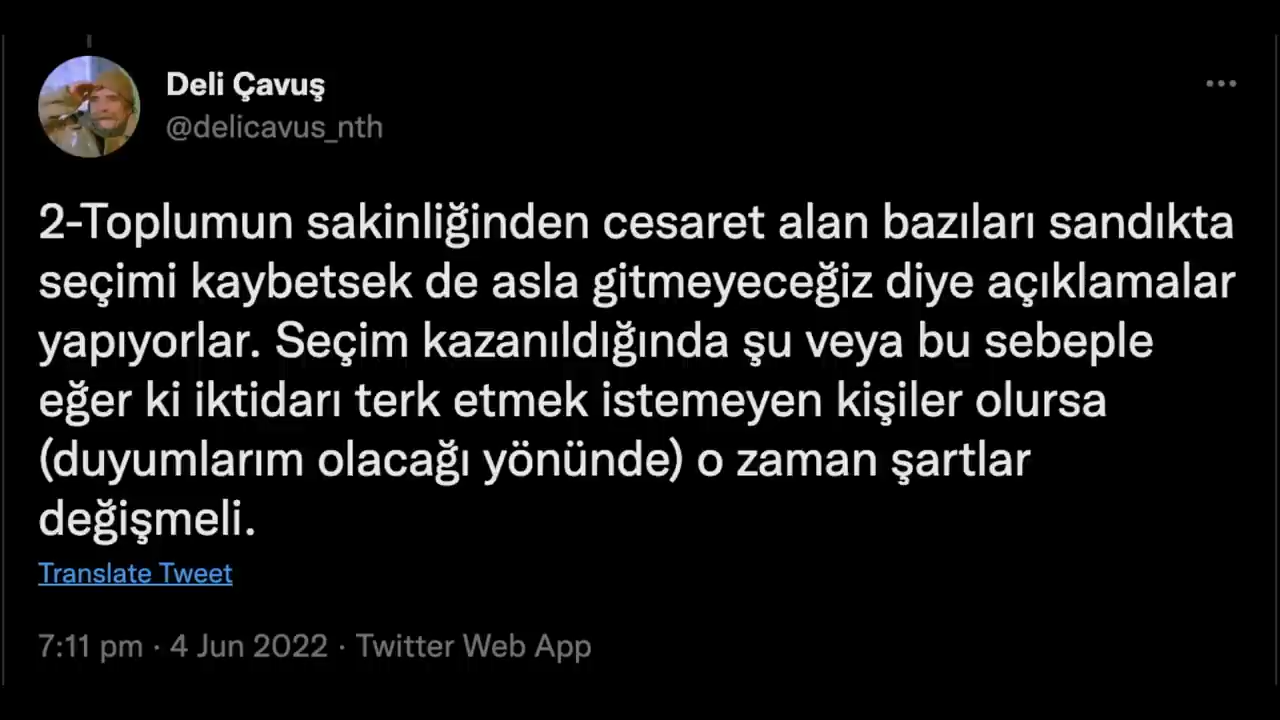 Deli Çavuş
@delicavus_nth
2-Toplumun sakinliğinden cesaret alan bazıları sandıkta
seçimi kaybetsek de asla gitmeyeceğiz diye açıklamalar
yapıyorlar. Seçim kazanıldığında şu veya bu sebeple
eğer ki iktidarı terk etmek istemeyen kişiler olursa
(duyumlarım olacağı yönünde) o zaman şartlar
değişmeli.
Translate Tweet
7:11 pm · 4 Jun 2022 · Twitter Web App